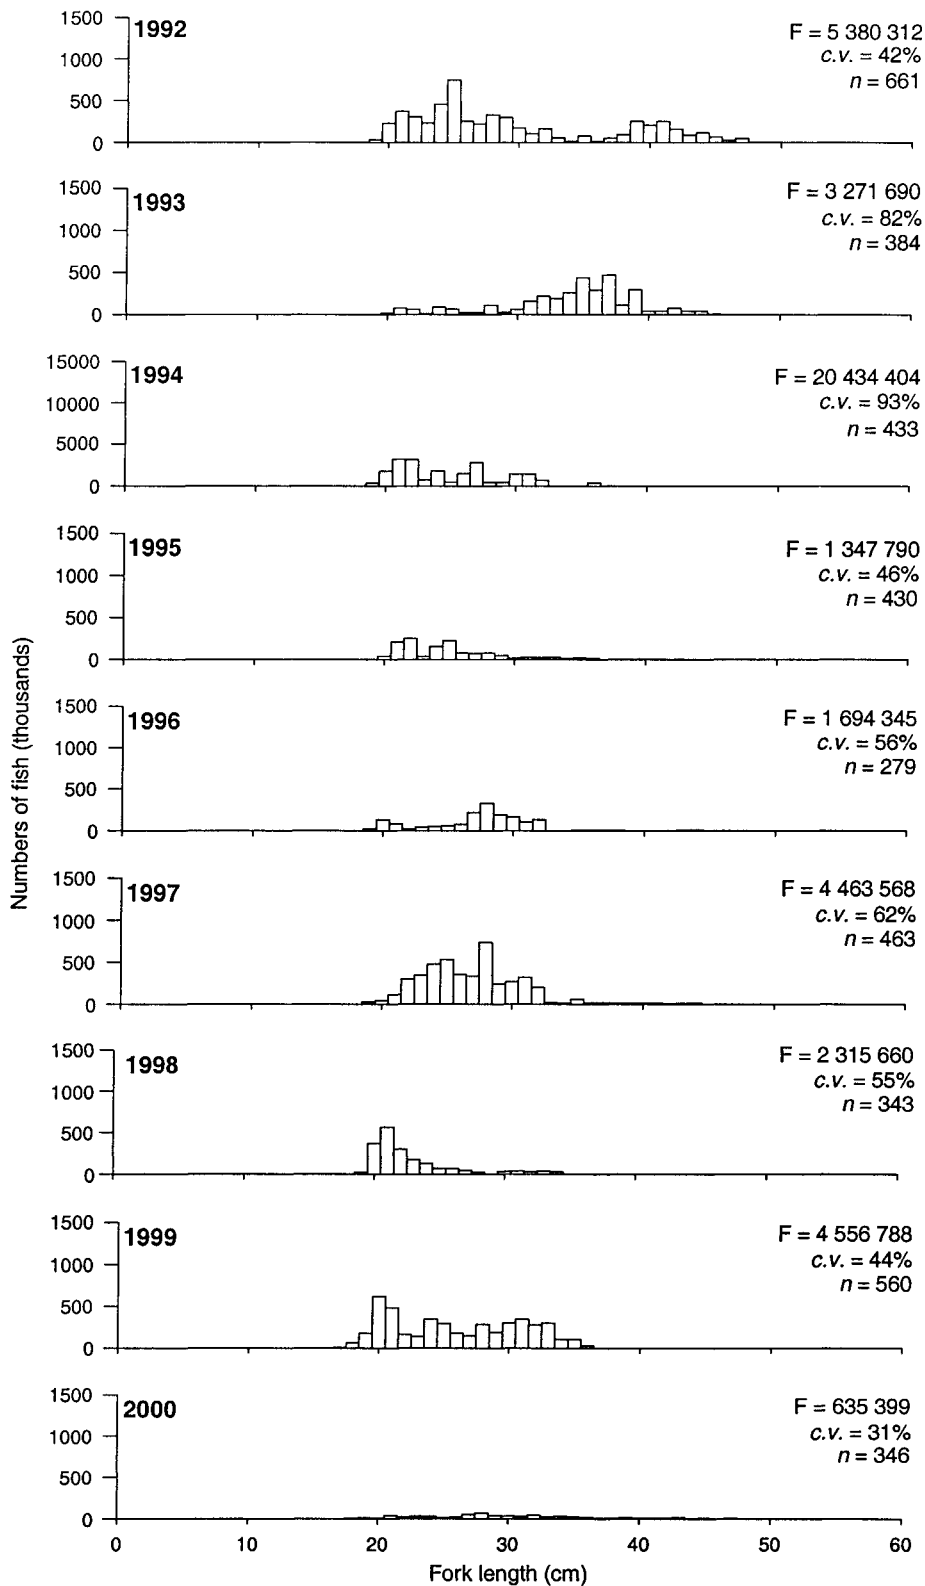 1500
1992
F = 5 380 312
1000
c.v. = 42%
n = 661
500
0
1500
1993
F = 3 271 690
1000
c.v. = 82%
n = 384
500
0
15000
1994
F = 20 434 404
10000
c.v. = 93%
n = 433
5000
0
1500
1995
F = 1 347 790
1000
c.v. = 46%
n = 430
500
0
1500
1996
F = 1 694 345
1000
c.v. = 56%
n = 279
500
0
1500
1997
F = 4 463 568
1000
c.v. = 62%
n = 463
500
0
1500
1998
F = 2 315 660
1000
c.v. = 55%
n = 343
500
0
1500
1999
F = 4 556 788
1000
c.v. = 44%
n = 560
500
0
1500
2000
F = 635 399
1000
c.v. = 31%
n = 346
500
0
0 10 20 30 40 50 60
Fork length (cm)
Numbers of fish (thousands)